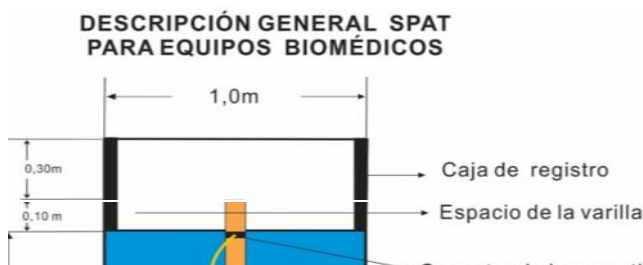 DESCRIPCIÓN GENERAL SPAT
PARA EQUIPOS BIOMÉDICOS
1,0m
0,30m
Caja de registro
0,10 m
Espacio de la varilla